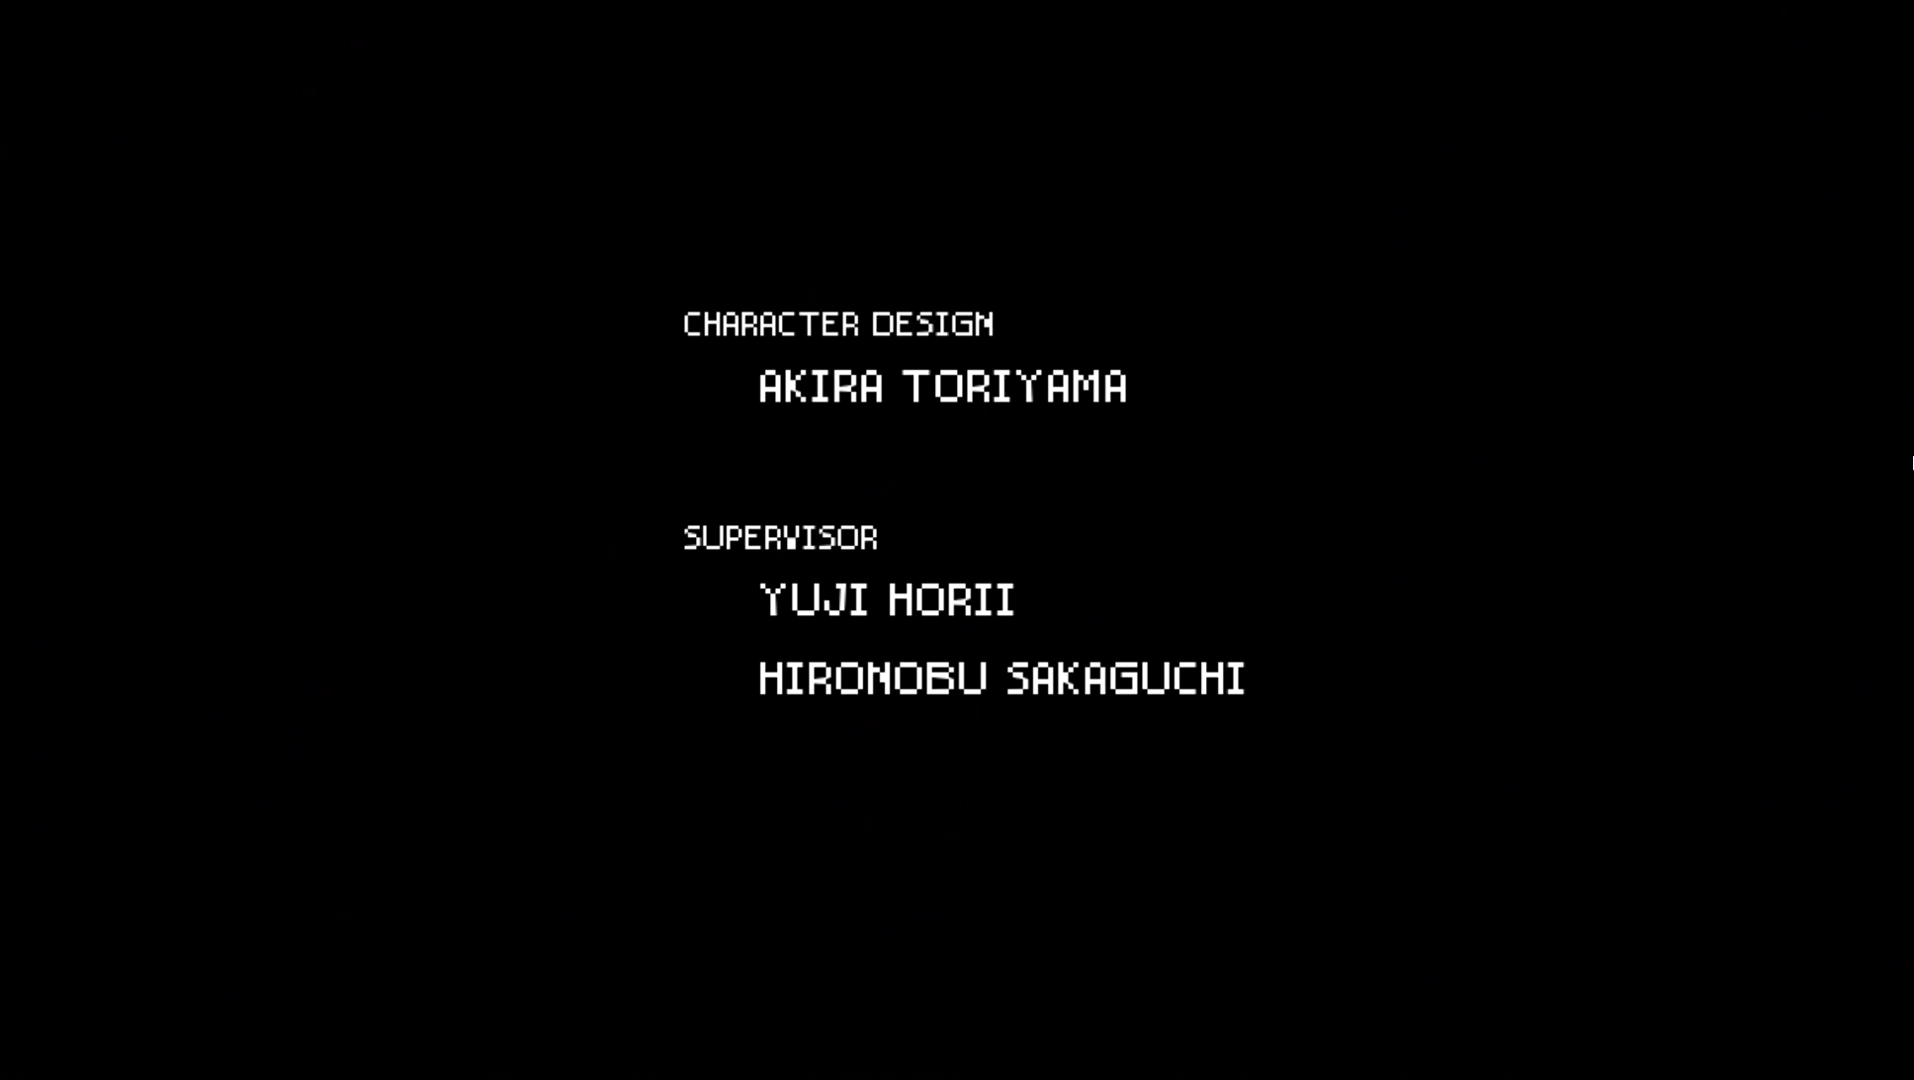 CHARACTER DESIGN
AKIRA TORIYAMA
SUPERVISOR
YUJI HORII
HIRONOBU SAKAGUCHI